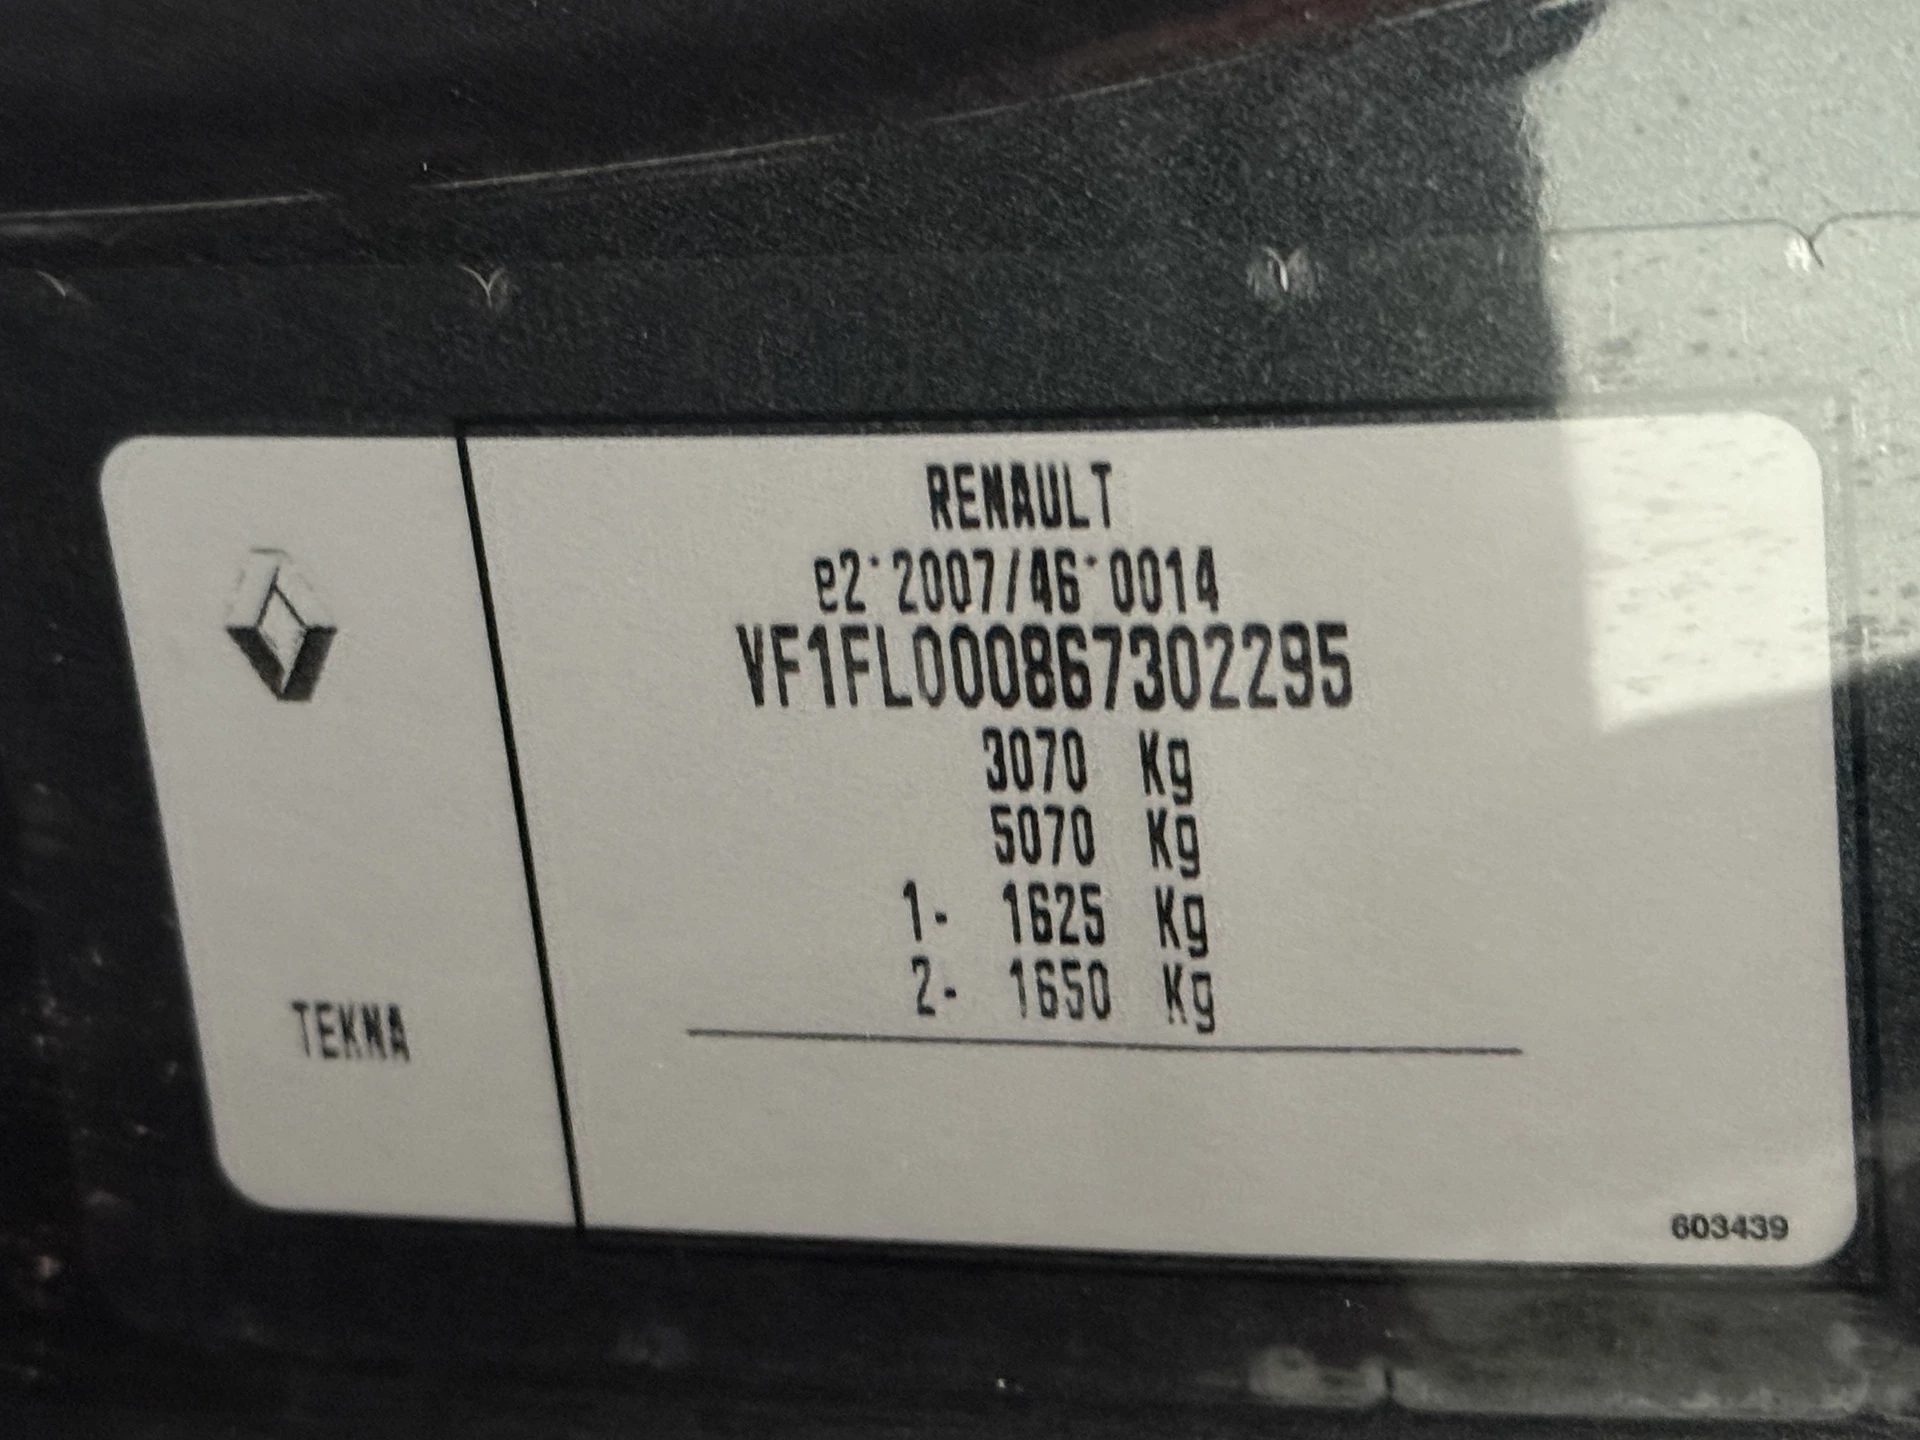 RENAULT
e2*2007/46*0014
VF1FL000867302295
3070 Kg
5070 Kg
1- 1625 Kg
2- 1650 Kg
TEKNA
603439